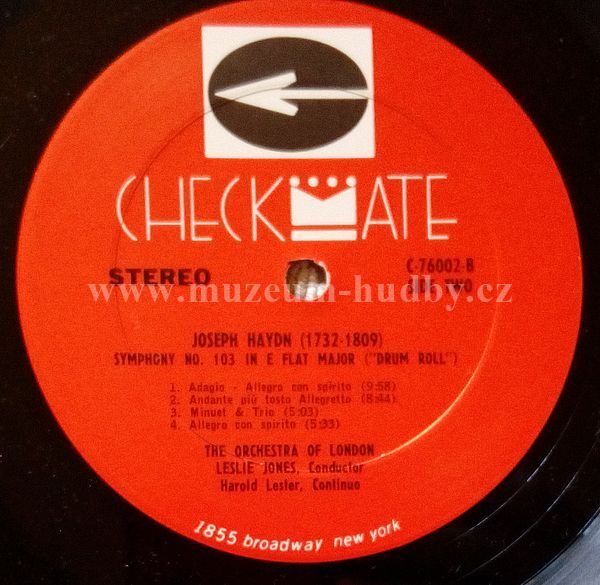 CHECKMATE
STEREO
C-76002-B
SIDE TWO
www.muzeum-hudby.cz
JOSEPH HAYDN (1732-1809)
SYMPHONY NO. 103 IN E FLAT MAJOR ("DRUM ROLL")
1. Adagio - Allegro con spirito (9:58)
2. Andante più tosto Allegretto (8:44)
3. Minuet & Trio (5:03)
4. Allegro con spirito (5:33)
THE ORCHESTRA OF LONDON
LESLIE JONES, Conductor
Harold Lester, Continuo
1855 broadway new york